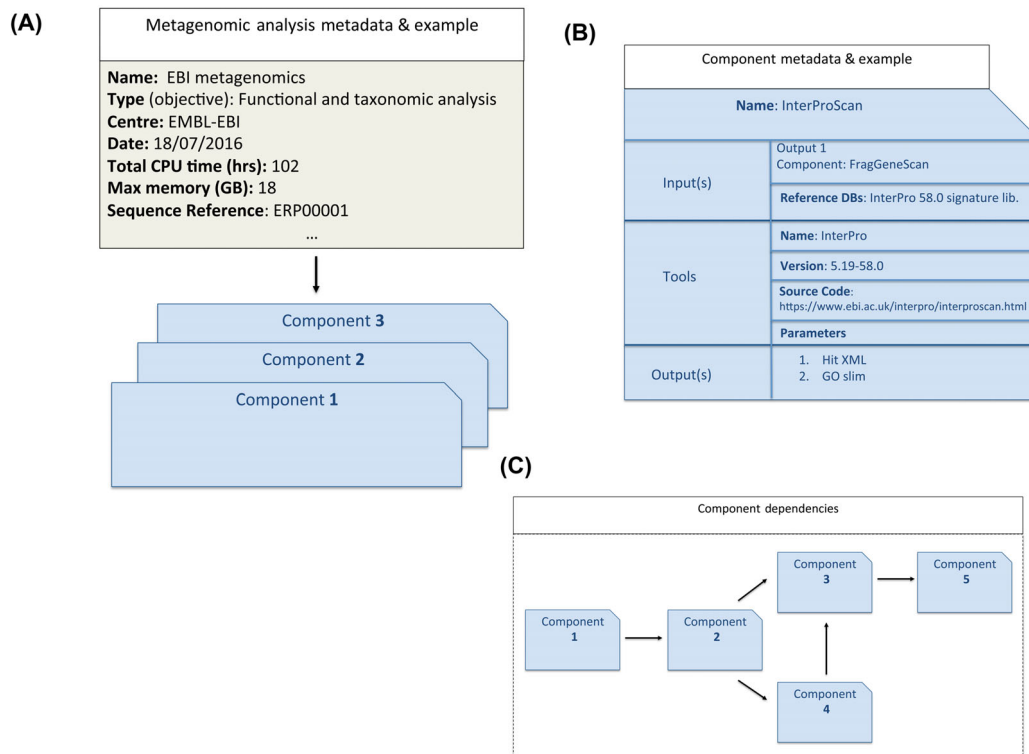 (A)
Metagenomic analysis metadata & example
Name: EBI metagenomics
Type (objective): Functional and taxonomic analysis
Centre: EMBL-EBI
Date: 18/07/2016
Total CPU time (hrs): 102
Max memory (GB): 18
Sequence Reference: ERP00001
...
Component 3
Component 2
Component 1
(B)
Component metadata & example
Name: InterProScan
Input(s)
Output 1
Component: FragGeneScan
Reference DBs: InterPro 58.0 signature lib.
Tools
Name: InterPro
Version: 5.19-58.0
Source Code:
https://www.ebi.ac.uk/interpro/interproscan.html
Parameters
Output(s)
1. Hit XML
2. GO slim
(C)
Component dependencies
Component
1
Component
2
Component
3
Component
4
Component
5